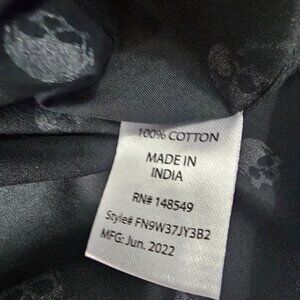 100% COTTON
MADE IN
INDIA
RN# 148549
Style# FN9W37JY3B2
MFG: Jun. 2022